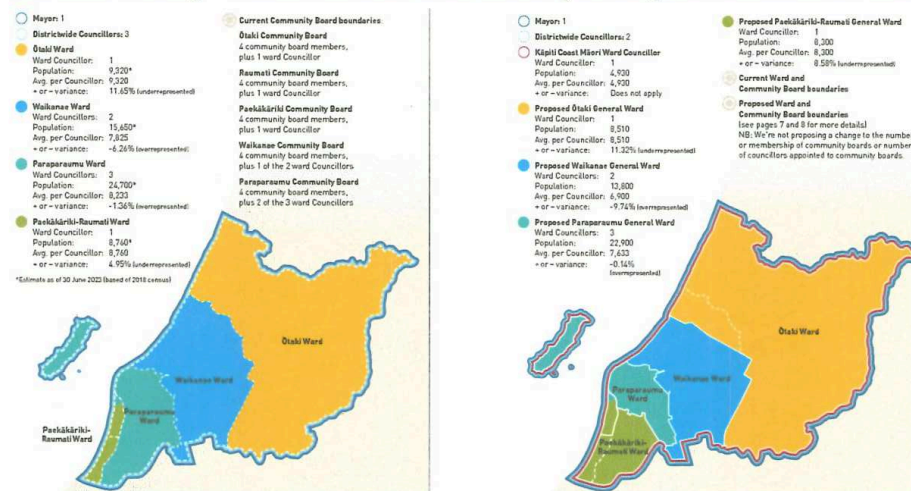 Mayor: 1
Districtwide Councillors: 3
Ōtaki Ward
Ward Councillor: 1
Population: 9,320*
Avg. per Councillor: 9,320
+ or – variance: 11.65% (underrepresented)
Waikanae Ward
Ward Councillors: 2
Population: 15,650*
Avg. per Councillor: 7,825
+ or – variance: -6.26% (overrepresented)
Paraparaumu Ward
Ward Councillors: 3
Population: 24,700*
Avg. per Councillor: 8,233
+ or – variance: -1.36% (overrepresented)
Paekākāriki-Raumati Ward
Ward Councillor: 1
Population: 8,760*
Avg. per Councillor: 8,760
+ or – variance: 4.95% (underrepresented)
*Estimate as of 30 June 2023 (based of 2018 census)
Current Community Board boundaries
Ōtaki Community Board
4 community board members,
plus 1 ward Councillor
Raumati Community Board
4 community board members,
plus 1 ward Councillor
Paekākāriki Community Board
4 community board members,
plus 1 ward Councillor
Waikanae Community Board
4 community board members,
plus 1 of the 2 ward Councillors
Paraparaumu Community Board
4 community board members,
plus 2 of the 3 ward Councillors
Ōtaki Ward
Waikanae Ward
Paraparaumu
Ward
Paekākāriki-
Raumati Ward
Mayor: 1
Districtwide Councillors: 2
Kāpiti Coast Māori Ward Councillor
Ward Councillor: 1
Population: 4,930
Avg. per Councillor: 4,930
+ or – variance: Does not apply
Proposed Ōtaki General Ward
Ward Councillor: 1
Population: 8,510
Avg. per Councillor: 8,510
+ or – variance: 11.32% (underrepresented)
Proposed Waikanae General Ward
Ward Councillors: 2
Population: 13,800
Avg. per Councillor: 6,900
+ or – variance: -9.74% (overrepresented)
Proposed Paraparaumu General Ward
Ward Councillors: 3
Population: 22,900
Avg. per Councillor: 7,633
+ or – variance: -0.14%
(overrepresented)
Proposed Paekākāriki-Raumati General Ward
Ward Councillor: 1
Population: 8,300
Avg. per Councillor: 8,300
+ or – variance: 8.58% (underrepresented)
Current Ward and
Community Board boundaries
Proposed Ward and
Community Board boundaries
(see pages 7 and 8 for more details)
NB: We're not proposing a change to the number
or membership of community boards or number
of councillors appointed to community boards
Ōtaki Ward
Waikanae Ward
Paraparaumu
Ward
Paekākāriki-
Raumati Ward